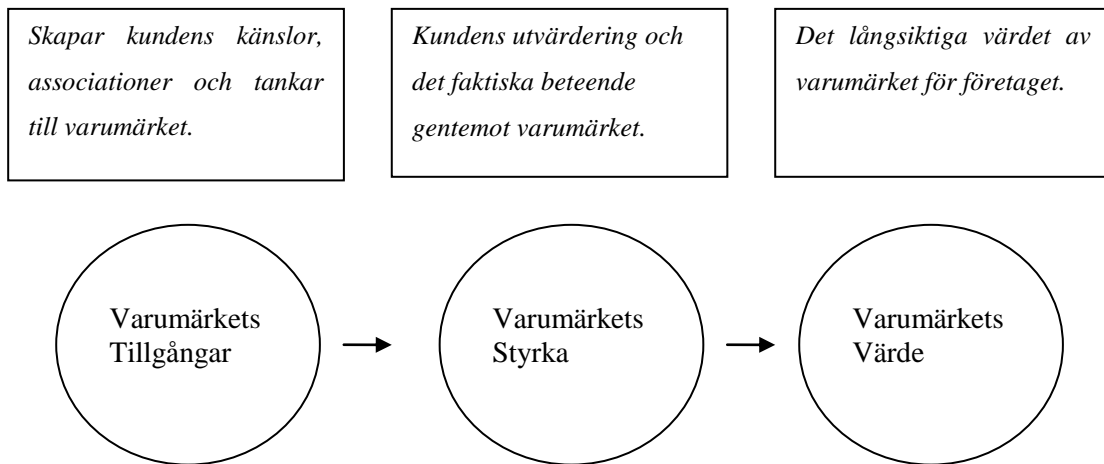 Skapar kundens känslor,
associationer och tankar
till varumärket.
Kundens utvärdering och
det faktiska beteende
gentemot varumärket.
Det långsiktiga värdet av
varumärket för företaget.
Varumärkets
Tillgångar
Varumärkets
Styrka
Varumärkets
Värde